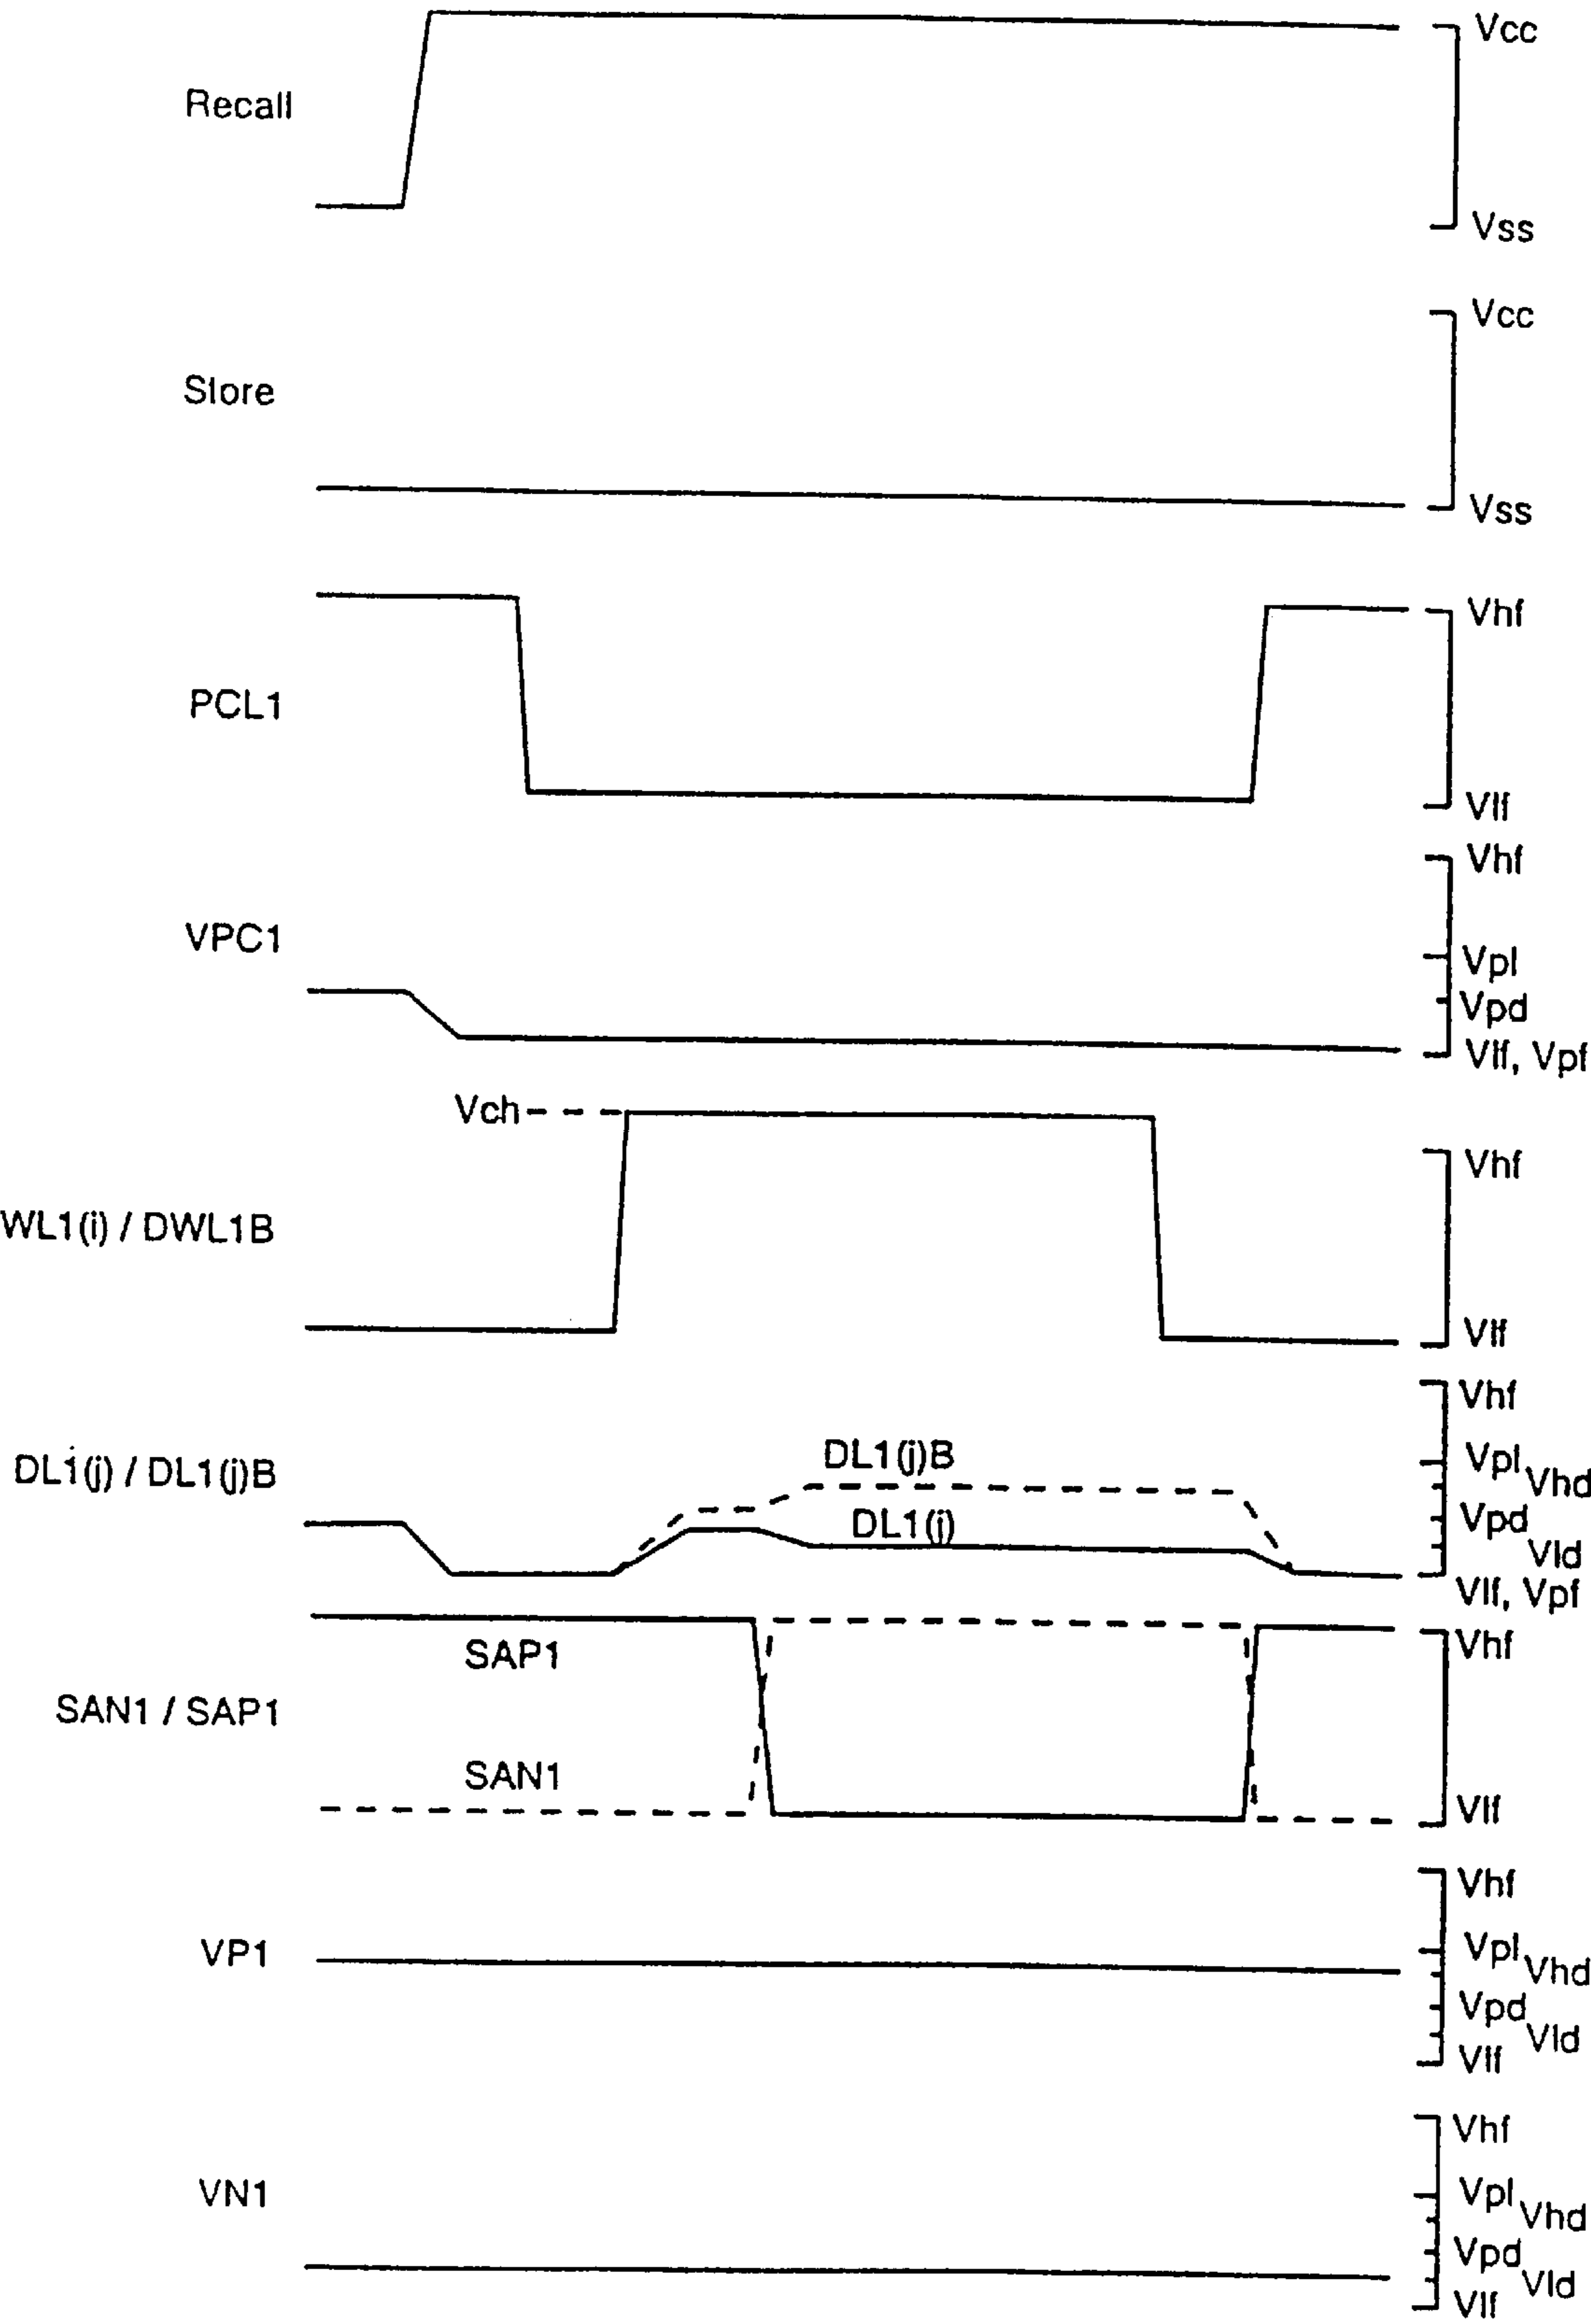 Recall
Vcc
Vss
Store
Vcc
Vss
PCL1
Vhf
Vlf
VPC1
Vhf
Vpl
Vpd
Vlf, Vpf
WL1(i) / DWL1B
Vch
Vhf
Vlf
DL1(j) / DL1(j)B
DL1(j)B
DL1(j)
Vhf
Vpl
Vhd
Vpd
Vld
Vlf, Vpf
SAN1 / SAP1
SAP1
SAN1
Vhf
Vlf
VP1
Vhf
Vpl
Vhd
Vpd
Vld
Vlf
VN1
Vhf
Vpl
Vhd
Vpd
Vld
Vlf